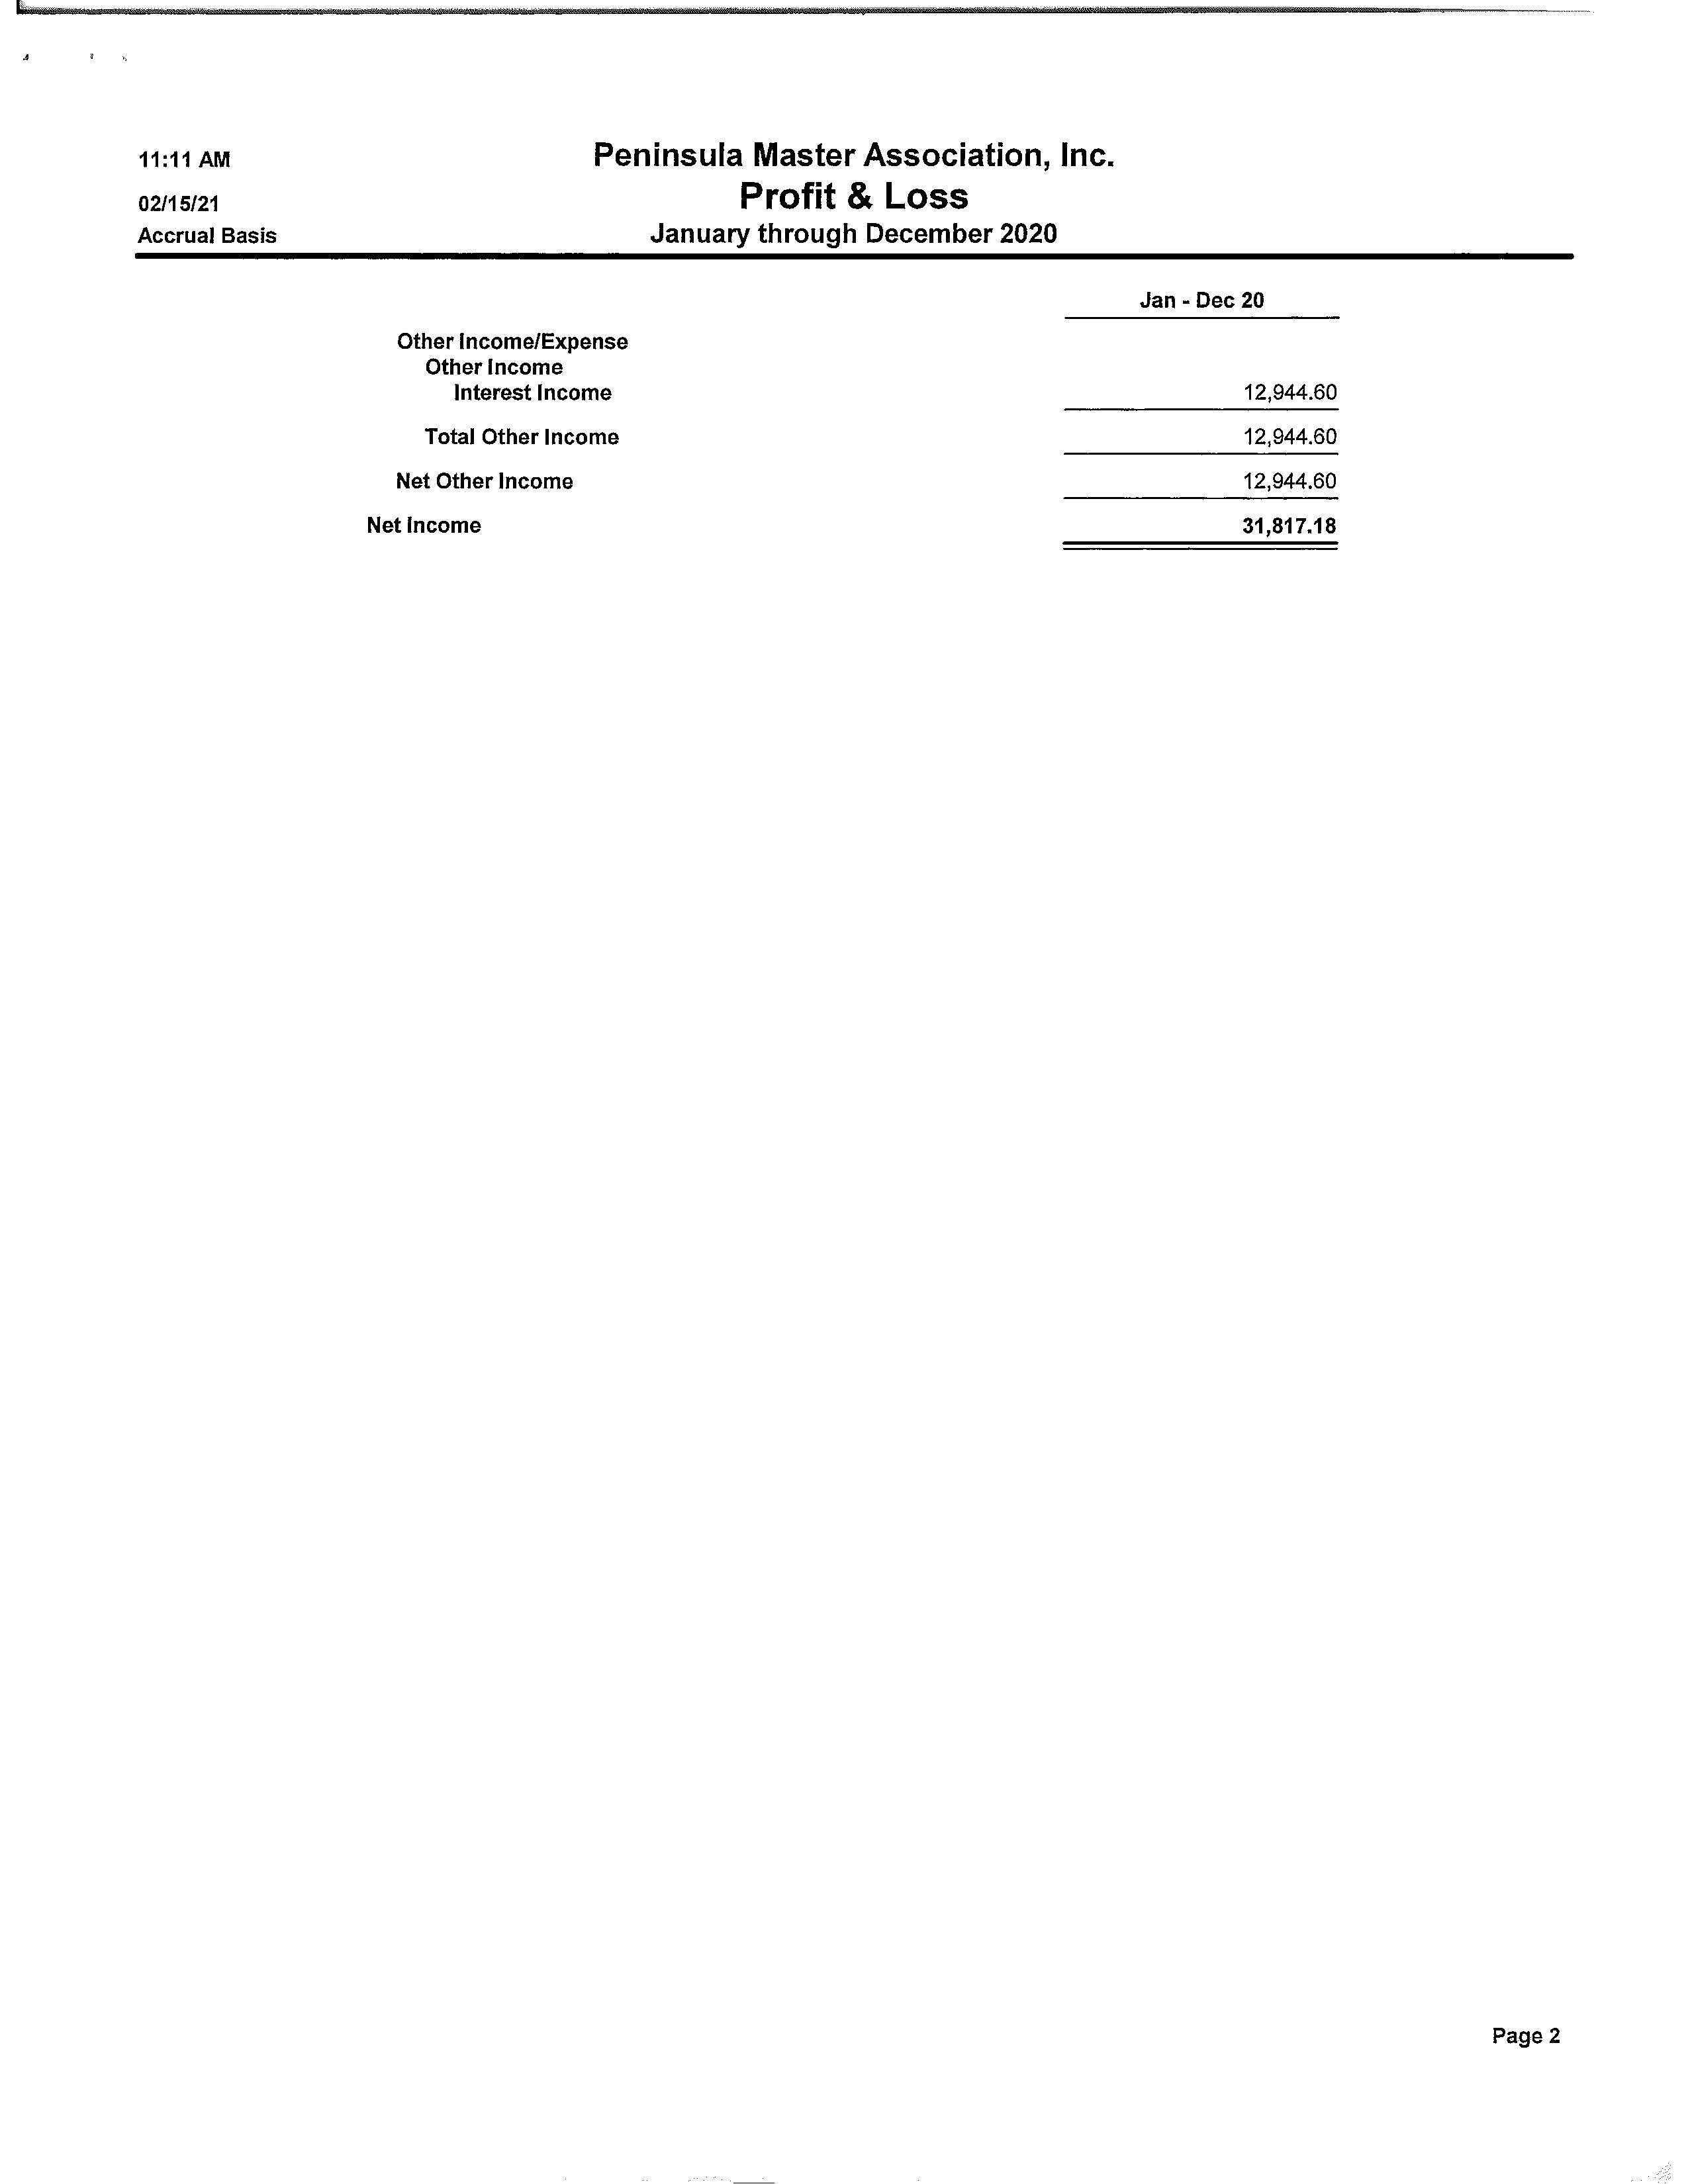 11:11 AM
Peninsula Master Association, Inc.
02/15/21
Profit & Loss
Accrual Basis
January through December 2020
Jan - Dec 20
Other Income/Expense
Other Income
Interest Income 12,944.60
Total Other Income 12,944.60
Net Other Income 12,944.60
Net Income 31,817.18
Page 2